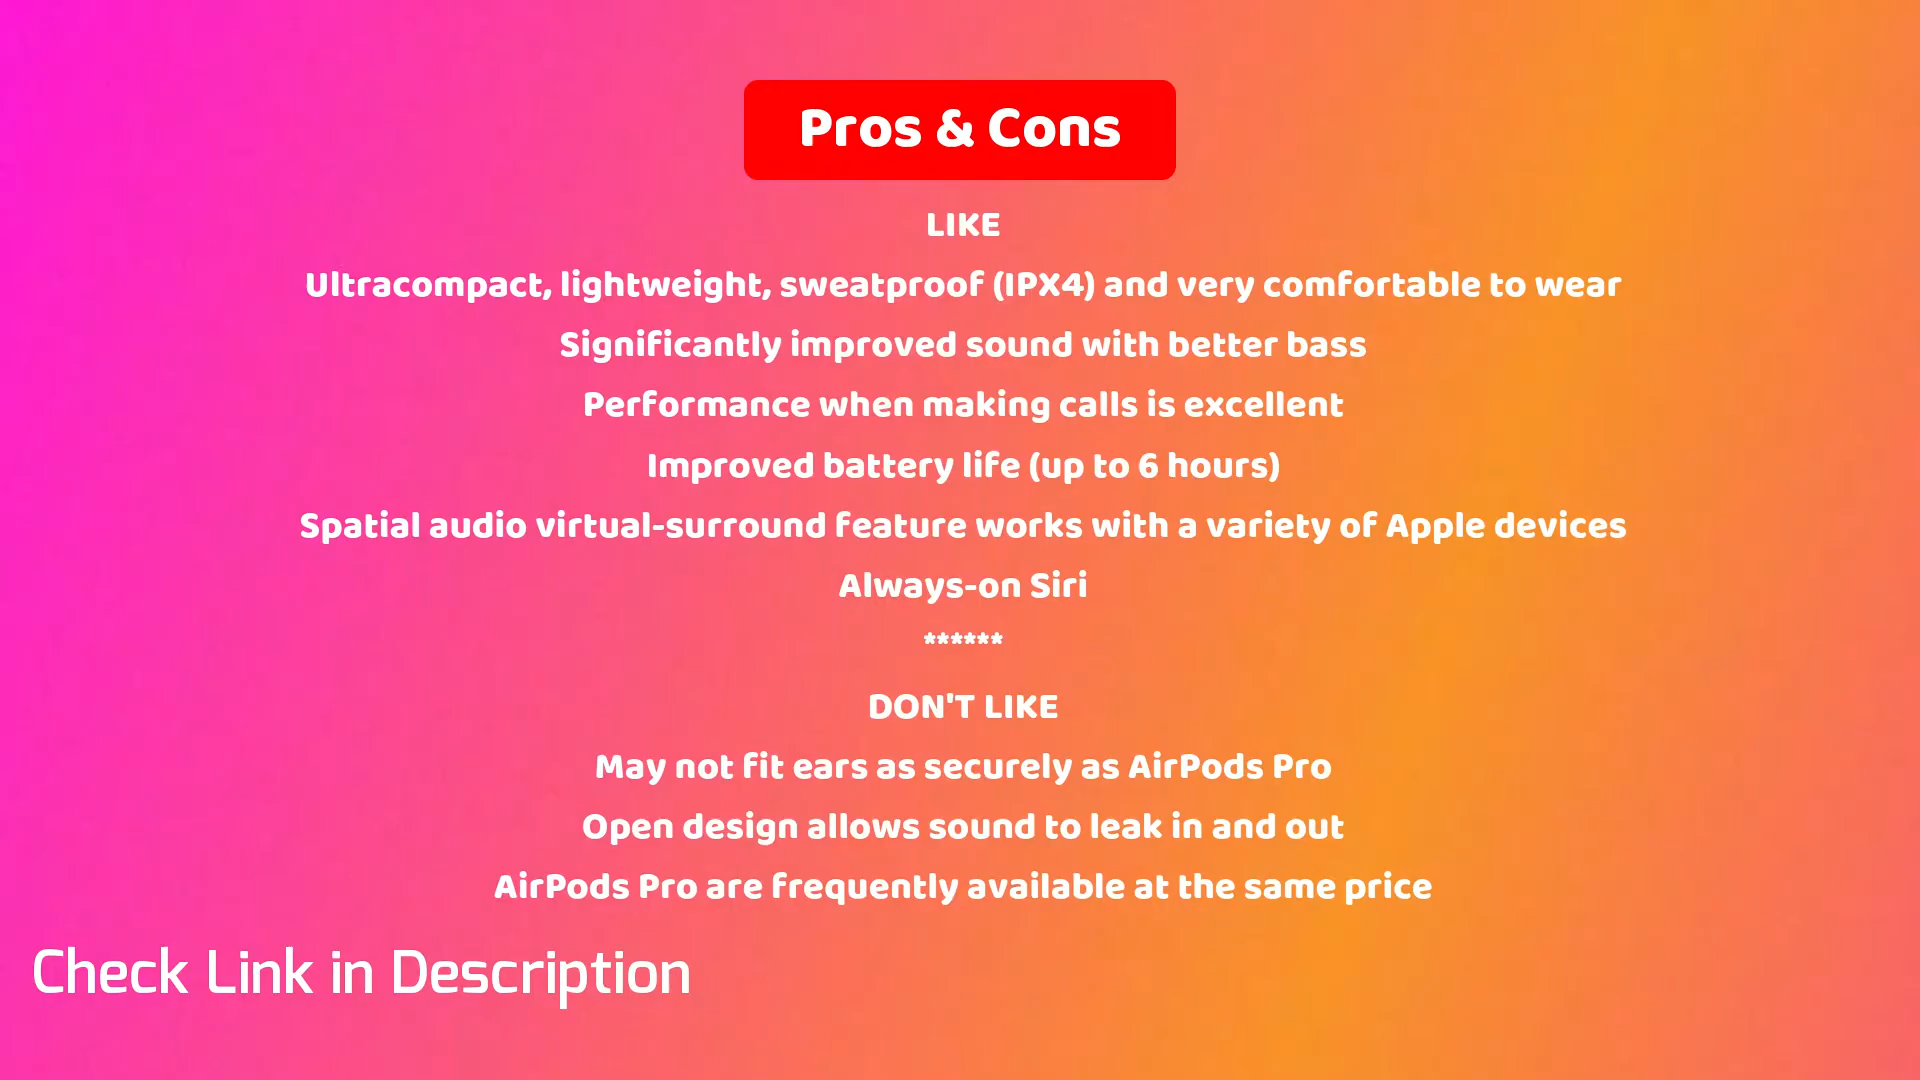 Pros & Cons
LIKE
Ultracompact, lightweight, sweatproof (IPX4) and very comfortable to wear
Significantly improved sound with better bass
Performance when making calls is excellent
Improved battery life (up to 6 hours)
Spatial audio virtual-surround feature works with a variety of Apple devices
Always-on Siri
******
DON'T LIKE
May not fit ears as securely as AirPods Pro
Open design allows sound to leak in and out
AirPods Pro are frequently available at the same price
Check Link in Description